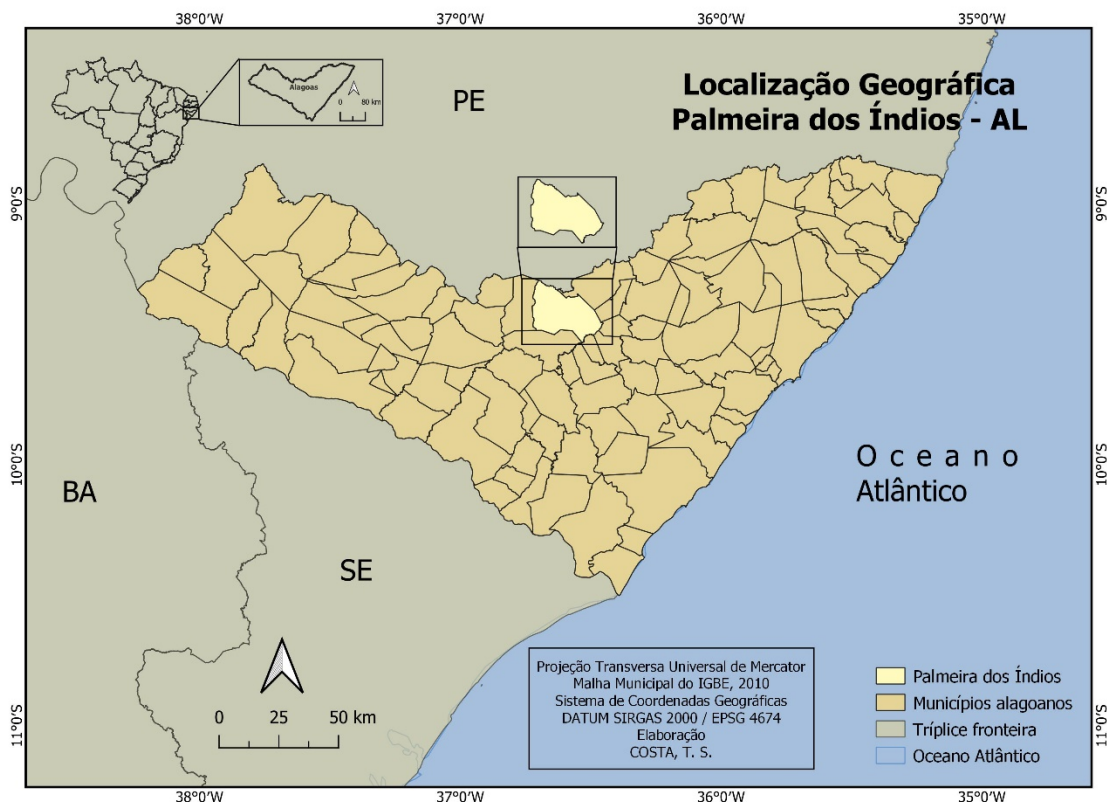 38°0'W 37°0'W 36°0'W 35°0'W
Localização Geográfica
Palmeira dos Índios - AL
Alagoas
0 80 km
PE
9°0'S 9°0'S
Oceano
Atlântico
10°0'S 10°0'S
BA
SE
0 25 50 km
Projeção Transversa Universal de Mercator
Malha Municipal do IGBE, 2010
Sistema de Coordenadas Geográficas
DATUM SIRGAS 2000 / EPSG 4674
Elaboração
COSTA, T. S.
Palmeira dos Índios
Municípios alagoanos
Tríplice fronteira
Oceano Atlântico
11°0'S 11°0'S
38°0'W 37°0'W 36°0'W 35°0'W